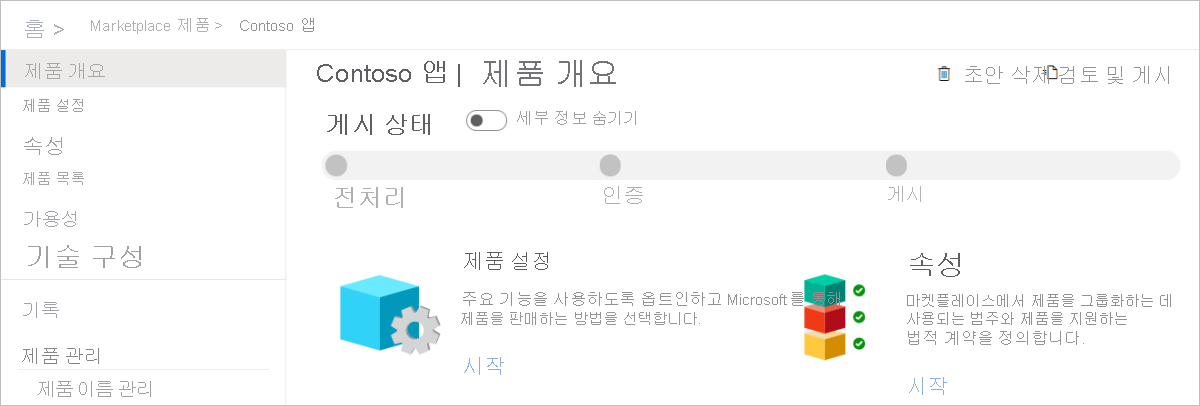 홈 > Marketplace 제품 > Contoso 앱
제품 개요
제품 설정
속성
제품 목록
가용성
기술 구성
기록
제품 관리
제품 이름 관리
Contoso 앱 | 제품 개요
초안 삭제 검토 및 게시
게시 상태 세부 정보 숨기기
전처리 인증 게시
제품 설정
주요 기능을 사용하도록 옵트인하고 Microsoft를 통해
제품을 판매하는 방법을 선택합니다.
시작
속성
마켓플레이스에서 제품을 그룹화하는 데
사용되는 범주와 제품을 지원하는
법적 계약을 정의합니다.
시작